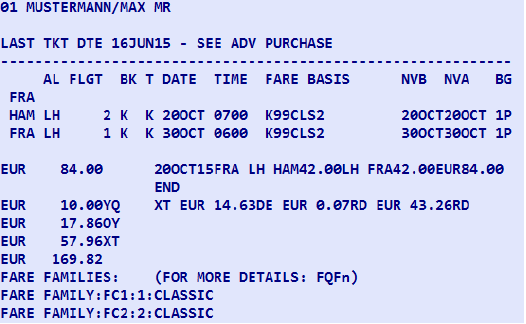 01 MUSTERMANN/MAX MR
LAST TKT DTE 16JUN15 - SEE ADV PURCHASE
------------------------------------------------------------
AL FLGT BK T DATE TIME FARE BASIS NVB NVA BG
FRA
HAM LH 2 K K 20OCT 0700 K99CLS2 20OCT20OCT 1P
FRA LH 1 K K 30OCT 0600 K99CLS2 30OCT30OCT 1P
EUR 84.00 20OCT15FRA LH HAM42.00LH FRA42.00EUR84.00
END
EUR 10.00YQ XT EUR 14.63DE EUR 0.07RD EUR 43.26RD
EUR 17.86OY
EUR 57.96XT
EUR 169.82
FARE FAMILIES: (FOR MORE DETAILS: FQFn)
FARE FAMILY:FC1:1:CLASSIC
FARE FAMILY:FC2:2:CLASSIC